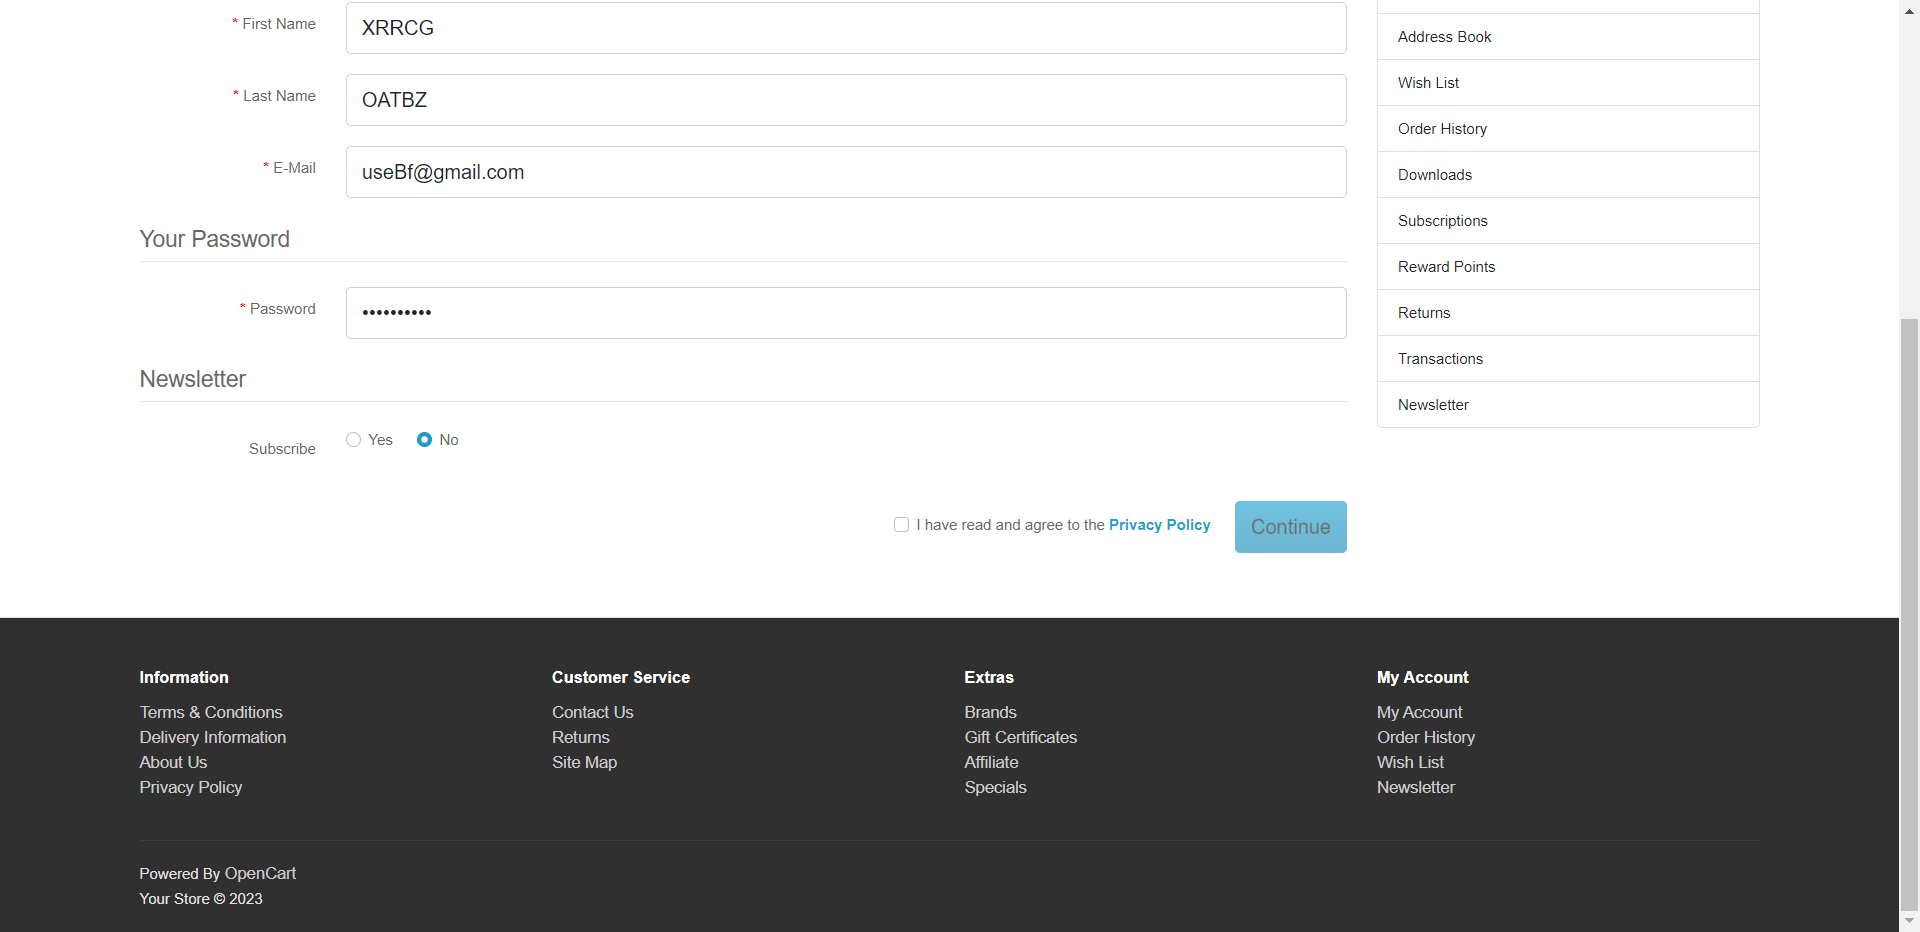 * First Name
XRRCG
* Last Name
OATBZ
* E-Mail
useBf@gmail.com
Your Password
* Password
••••••••••
Newsletter
Subscribe
Yes
No
I have read and agree to the Privacy Policy
Continue
Address Book
Wish List
Order History
Downloads
Subscriptions
Reward Points
Returns
Transactions
Newsletter
Information
Terms & Conditions
Delivery Information
About Us
Privacy Policy
Customer Service
Contact Us
Returns
Site Map
Extras
Brands
Gift Certificates
Affiliate
Specials
My Account
My Account
Order History
Wish List
Newsletter
Powered By OpenCart
Your Store © 2023